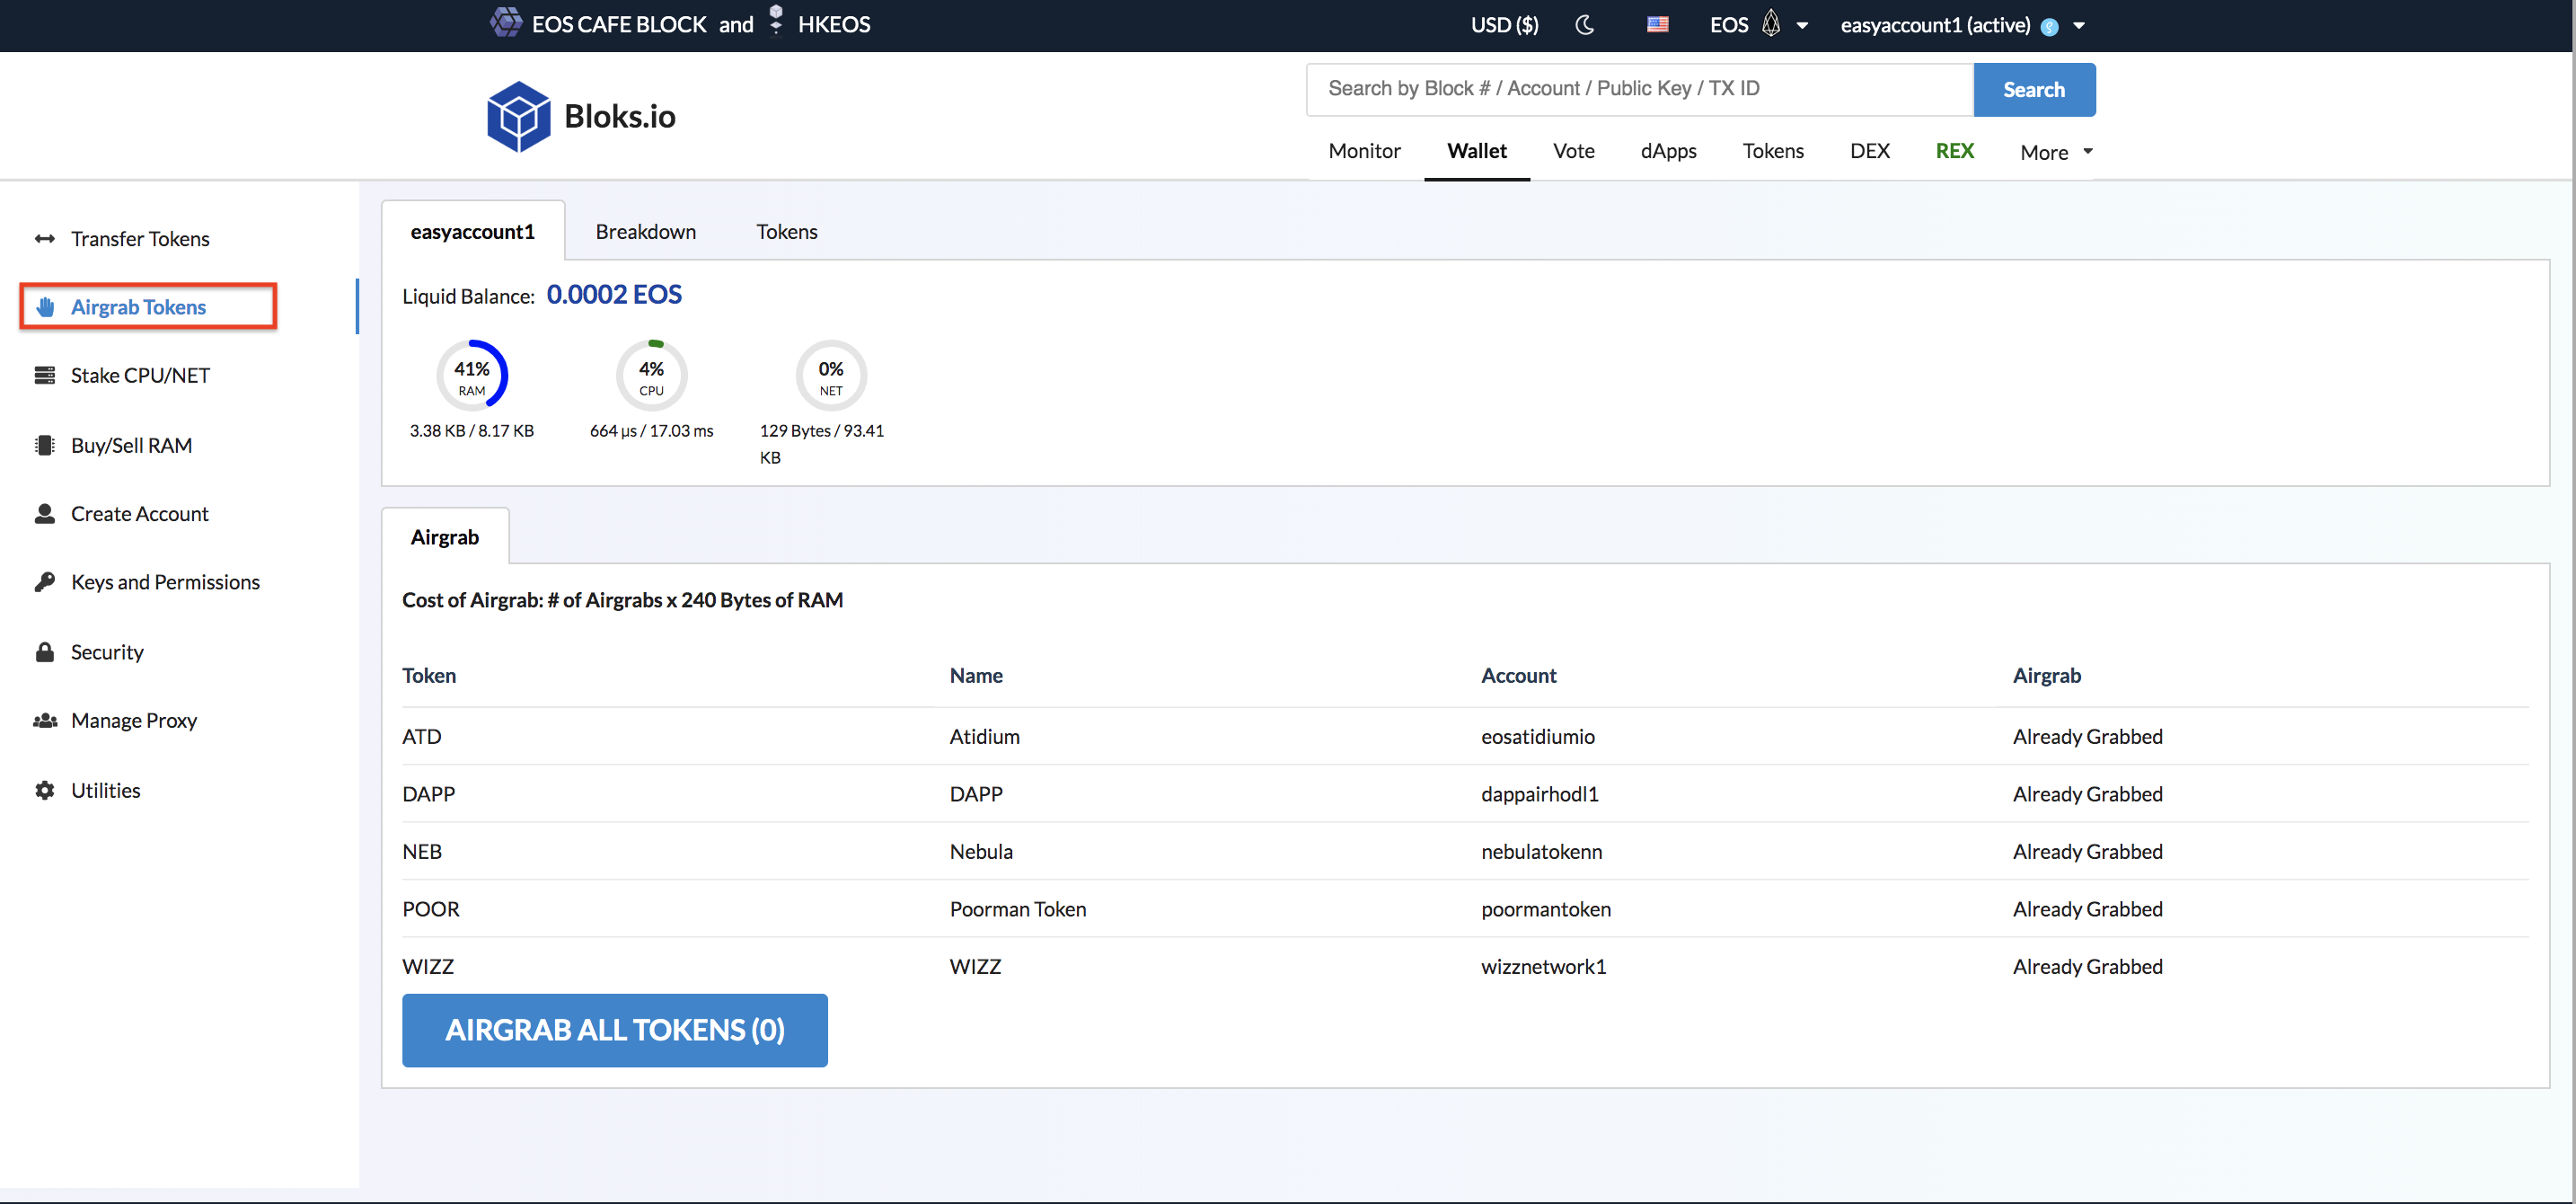 EOS CAFE BLOCK and HKEOS
USD ($) EOS easyaccount1 (active)
Bloks.io
Search by Block # / Account / Public Key / TX ID Search
Monitor Wallet Vote dApps Tokens DEX REX More
Transfer Tokens
Airgrab Tokens
Stake CPU/NET
Buy/Sell RAM
Create Account
Keys and Permissions
Security
Manage Proxy
Utilities
easyaccount1 Breakdown Tokens
Liquid Balance: 0.0002 EOS
41% 4% 0%
RAM CPU NET
3.38 KB / 8.17 KB 664 µs / 17.03 ms 129 Bytes / 93.41
KB
Airgrab
Cost of Airgrab: # of Airgrabs x 240 Bytes of RAM
Token Name Account Airgrab
ATD Atidium eosatidiumio Already Grabbed
DAPP DAPP dappairhodl1 Already Grabbed
NEB Nebula nebulatokenn Already Grabbed
POOR Poorman Token poormantoken Already Grabbed
WIZZ WIZZ wizznetwork1 Already Grabbed
AIRGRAB ALL TOKENS (0)